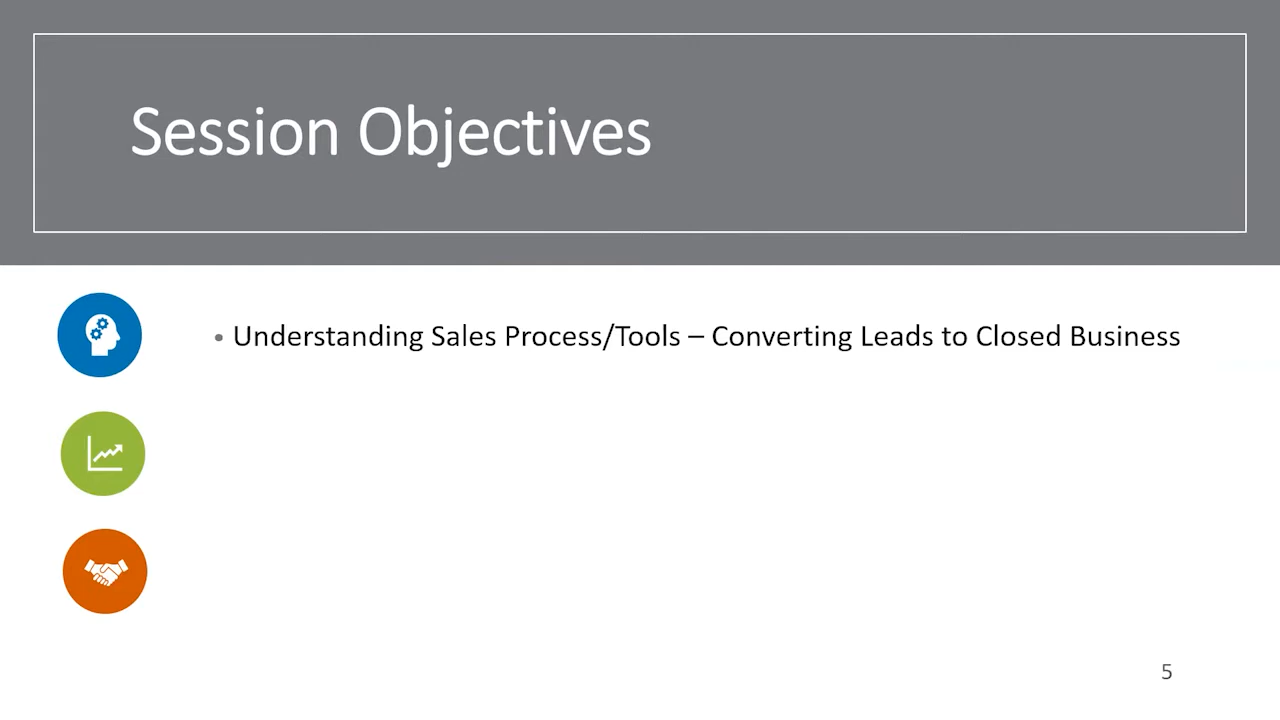 Session Objectives
• Understanding Sales Process/Tools – Converting Leads to Closed Business
5